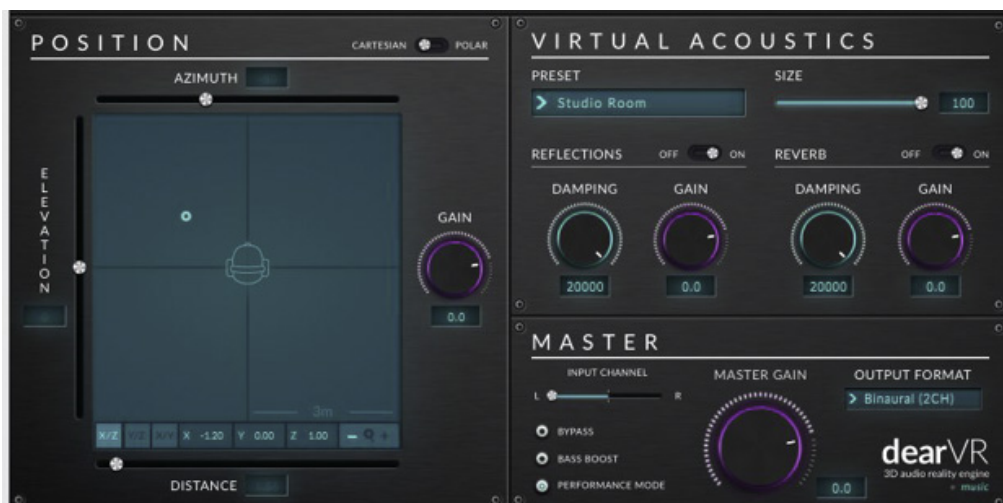 POSITION
CARTESIAN POLAR
AZIMUTH
ELEVATION
GAIN
0.0
3m
X/Z Y/Z X/Y X -1.20 Y 0.00 Z 1.00 - +
DISTANCE
VIRTUAL ACOUSTICS
PRESET
Studio Room
SIZE
100
REFLECTIONS OFF ON
DAMPING GAIN
20000 0.0
REVERB OFF ON
DAMPING GAIN
20000 0.0
MASTER
INPUT CHANNEL
L R
BYPASS
BASS BOOST
PERFORMANCE MODE
MASTER GAIN
0.0
OUTPUT FORMAT
Binaural (2CH)
dearVR
3D audio reality engine
music